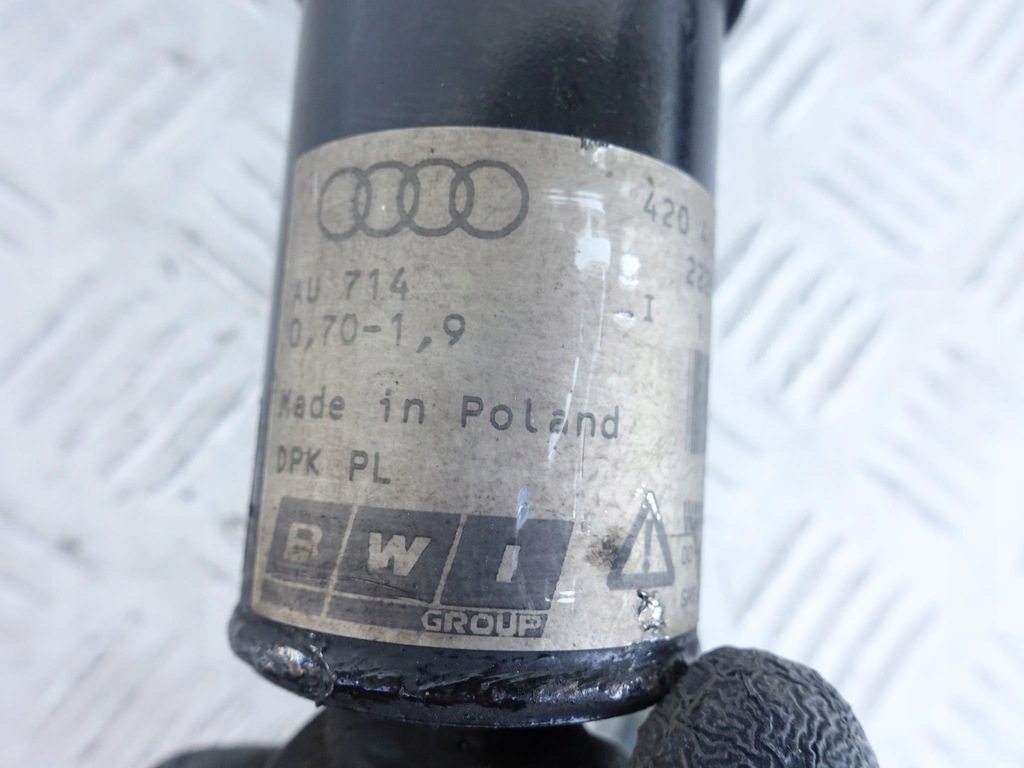 420
AU 714
0,70-1,9
I
Made in Poland
DPK PL
BWI
GROUP